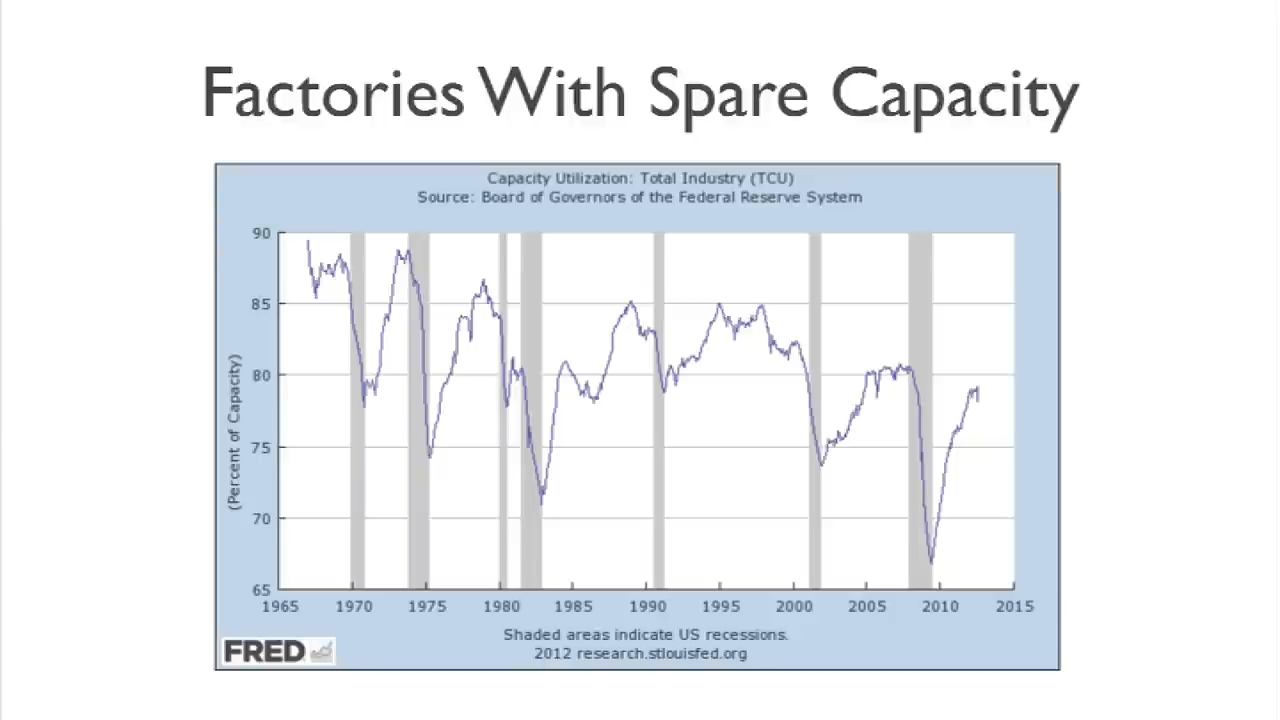 Factories With Spare Capacity
Capacity Utilization: Total Industry (TCU)
Source: Board of Governors of the Federal Reserve System
(Percent of Capacity)
90
85
80
75
70
65
1965 1970 1975 1980 1985 1990 1995 2000 2005 2010 2015
Shaded areas indicate US recessions.
2012 research.stlouisfed.org
FRED